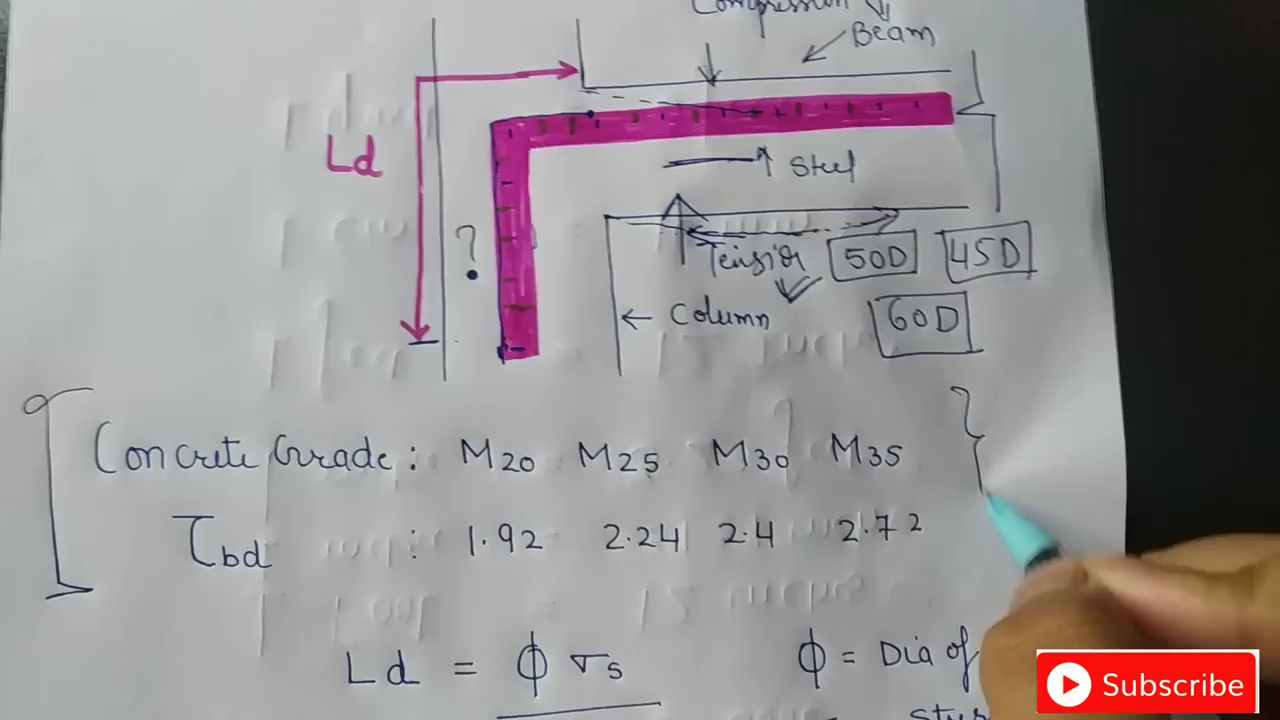 Compression
Beam
Ld
Steel
?
Tension 50D 45D
← Column 60D
Concrete Grade: M20 M25 M30 M35
τbd : 1.92 2.24 2.4 2.72
Ld = ϕ σs
ϕ = Dia of
Subscribe